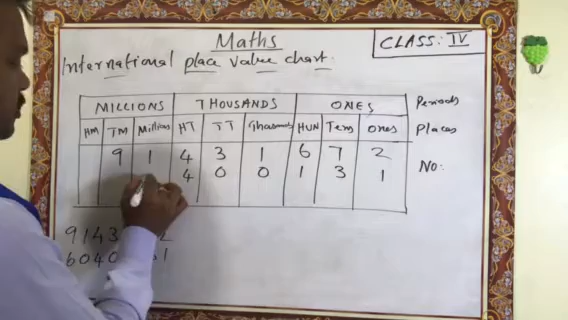 Maths
CLASS: IV
International place value chart.
MILLIONS THOUSANDS ONES Periods
HM TM Millions HT TT Thousands HUN Tens ones Places
9 1 4 3 1 6 7 2 No:
4 0 0 1 3 1
9143
6040